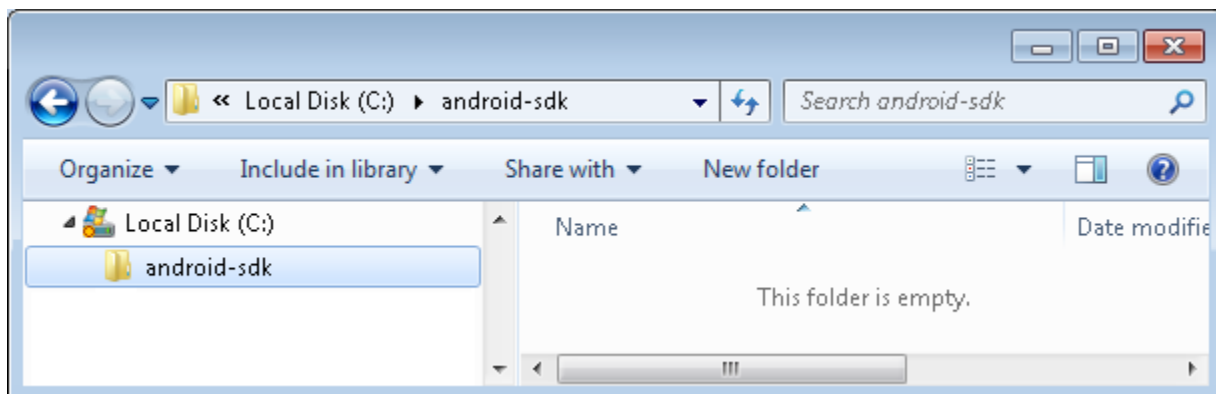 « Local Disk (C:) ▸ android-sdk
Search android-sdk
Organize Include in library Share with New folder
Local Disk (C:)
android-sdk
Name Date modifie
This folder is empty.